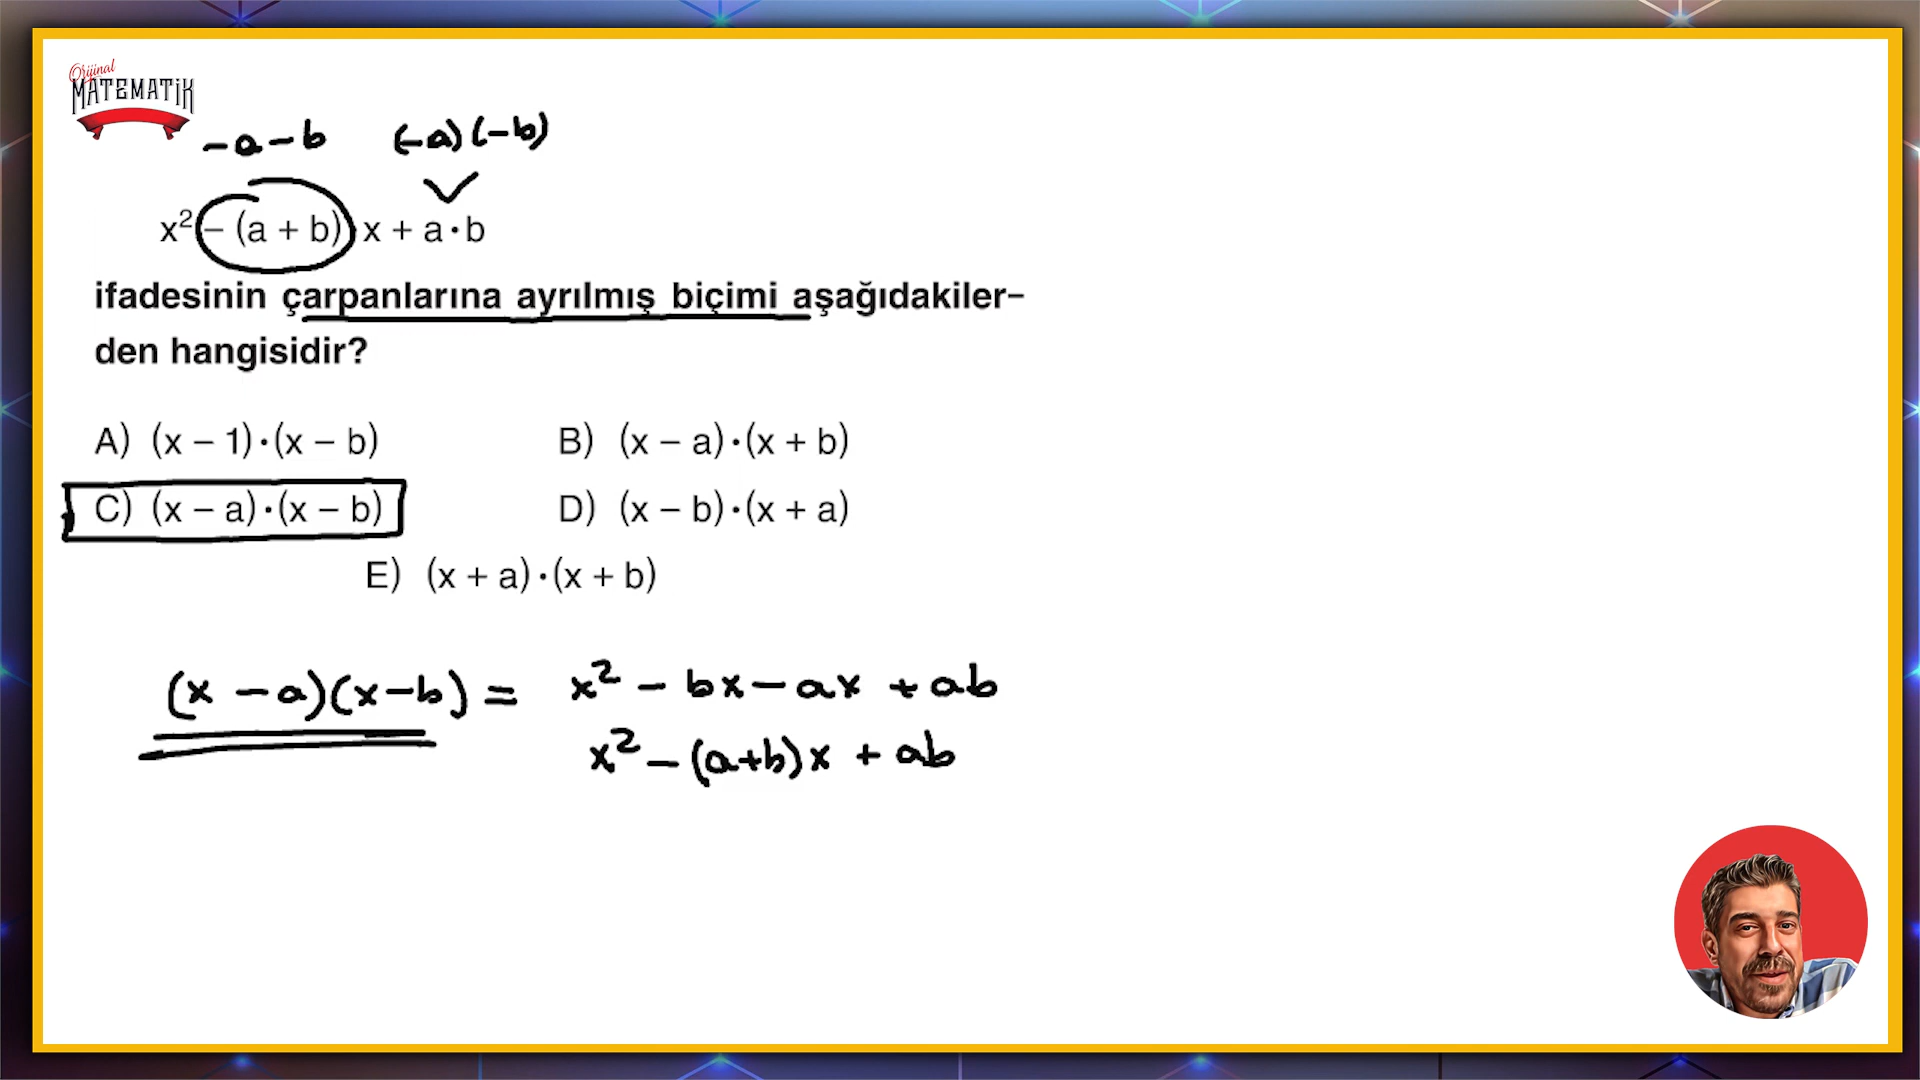 Orijinal
MATEMATİK
-a-b (-a)(-b)
x² - (a + b) x + a · b
ifadesinin çarpanlarına ayrılmış biçimi aşağıdakiler-
den hangisidir?
A) (x - 1) · (x - b) B) (x - a) · (x + b)
C) (x - a) · (x - b) D) (x - b) · (x + a)
E) (x + a) · (x + b)
(x - a)(x-b) = x² - bx - ax + ab
x² - (a+b)x + ab